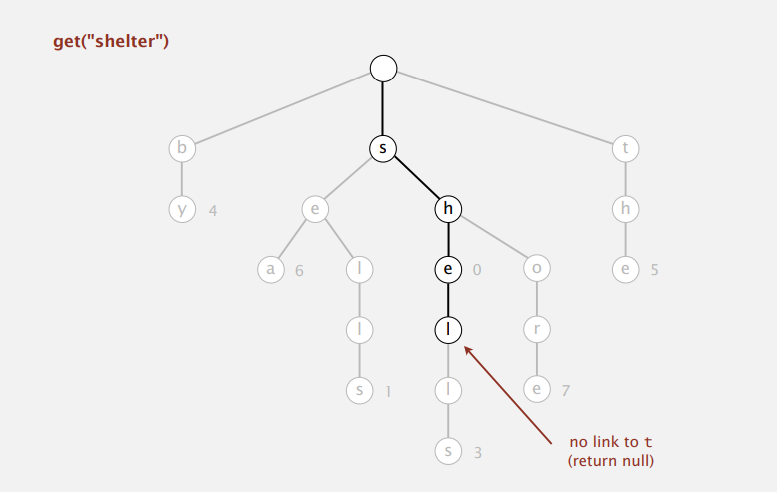 get("shelter")
b
s
t
y 4
e
h
h
a 6
l
e 0
o
e 5
l
l
r
s 1
l
e 7
s 3
no link to t
(return null)